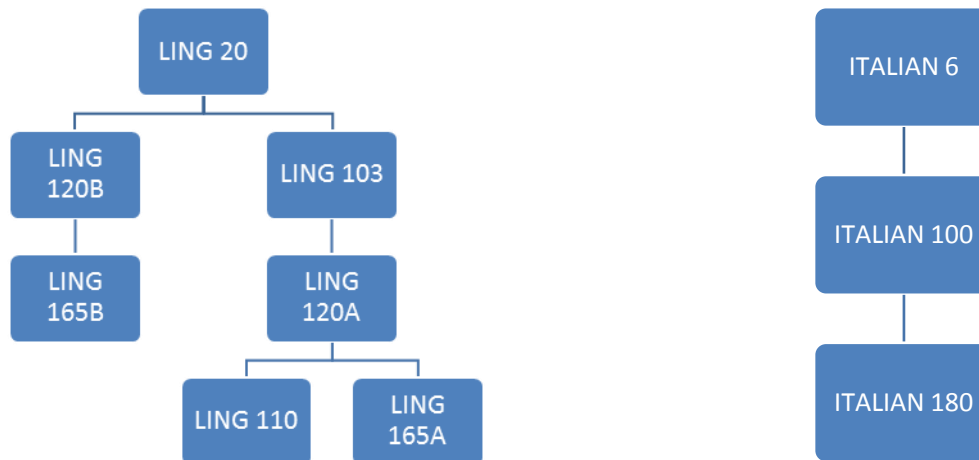 LING 20
LING
120B
LING 103
LING
165B
LING
120A
LING 110
LING
165A
ITALIAN 6
ITALIAN 100
ITALIAN 180